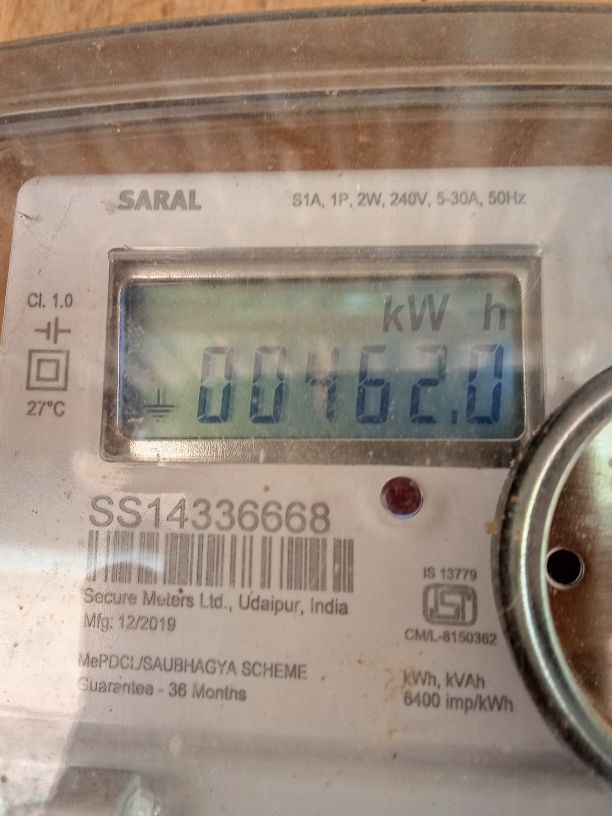 SARAL
S1A, 1P, 2W, 240V, 5-30A, 50Hz
Cl. 1.0
27°C
kW h
00462.0
SS14336668
Secure Meters Ltd., Udaipur, India
Mfg: 12/2019
MePDCL/SAUBHAGYA SCHEME
Guarantee - 36 Months
IS 13779
ISI
CM/L-8150362
kWh, kVAh
6400 imp/kWh